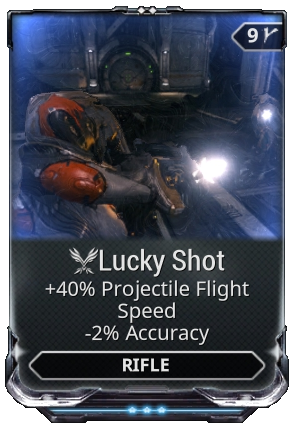 9
Lucky Shot
+40% Projectile Flight
Speed
-2% Accuracy
RIFLE